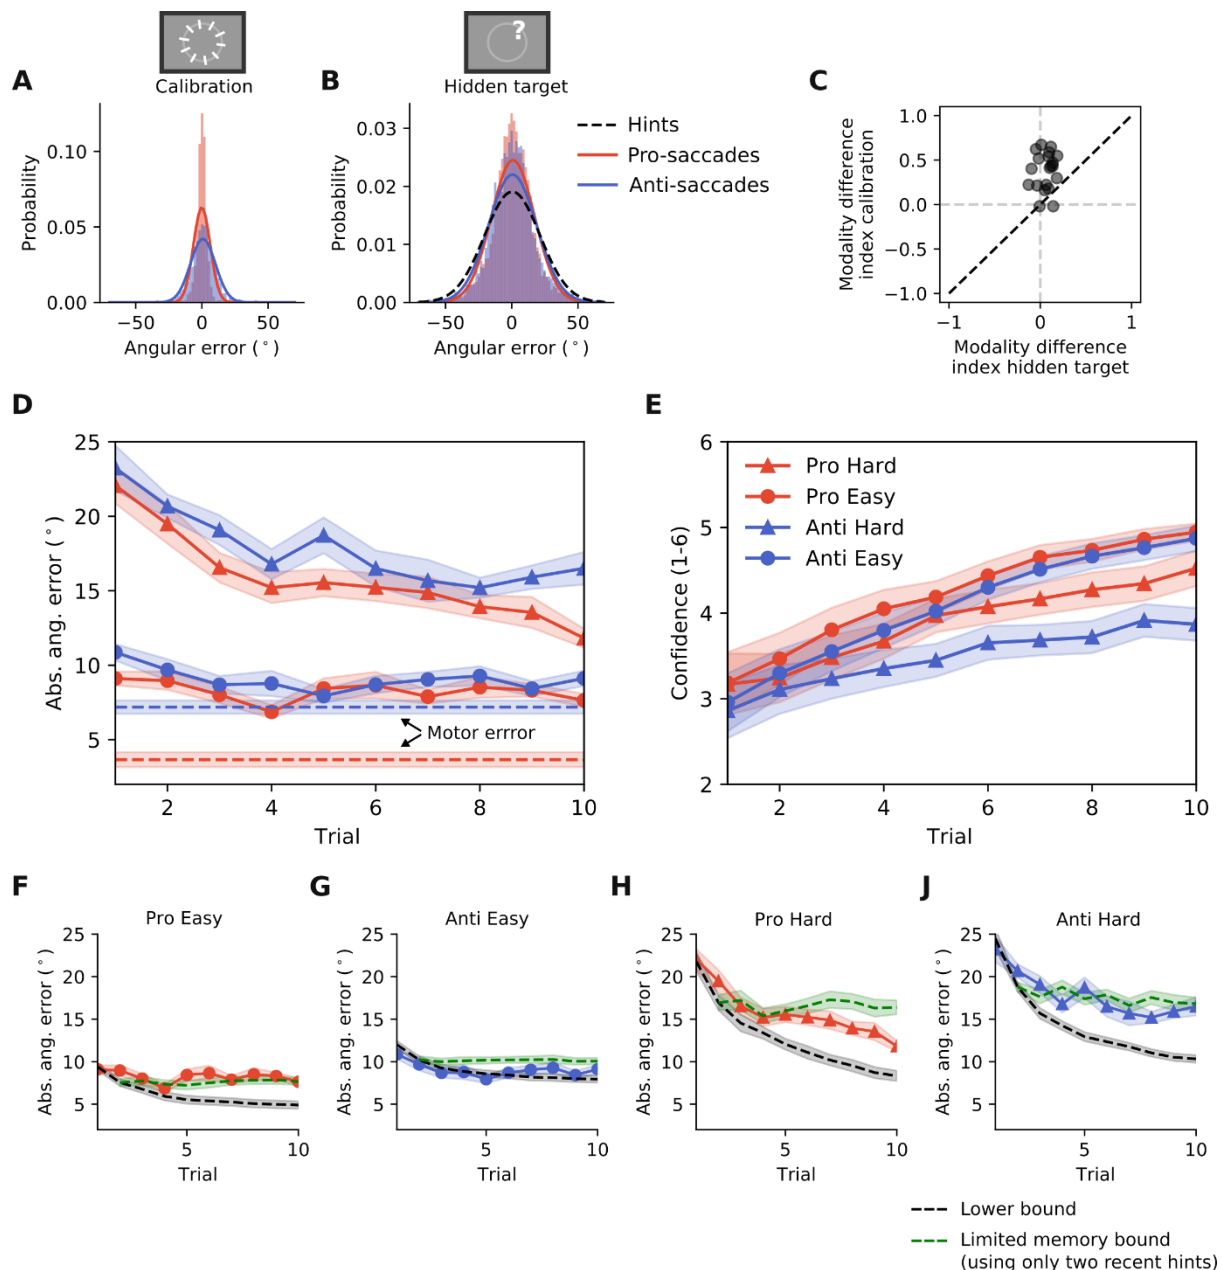 ?
A
B
C
Calibration
Hidden target
Probability
0.10
0.05
0.00
−50
0
50
Angular error (°)
Probability
0.03
0.02
0.01
0.00
−50
0
50
Angular error (°)
Hints
Pro-saccades
Anti-saccades
Modality difference
index calibration
1.0
0.5
0.0
−0.5
−1.0
−1
0
1
Modality difference
index hidden target
D
Abs. ang. error (°)
25
20
15
10
5
Motor errror
2
4
6
8
10
Trial
E
Confidence (1-6)
6
5
4
3
2
Pro Hard
Pro Easy
Anti Hard
Anti Easy
2
4
6
8
10
Trial
F
Pro Easy
Abs. ang. error (°)
25
20
15
10
5
5
10
Trial
G
Anti Easy
Abs. ang. error (°)
25
20
15
10
5
5
10
Trial
H
Pro Hard
Abs. ang. error (°)
25
20
15
10
5
5
10
Trial
J
Anti Hard
Abs. ang. error (°)
25
20
15
10
5
5
10
Trial
Lower bound
Limited memory bound
(using only two recent hints)